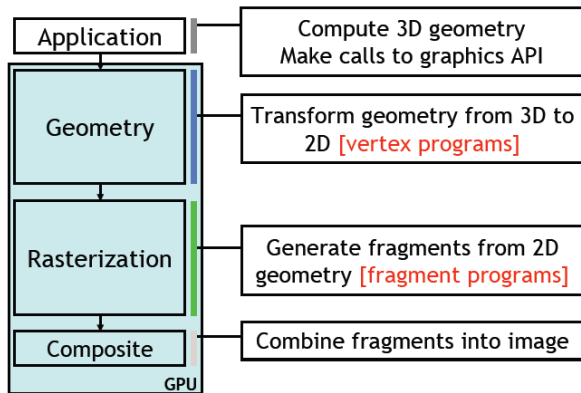 Application
Compute 3D geometry
Make calls to graphics API
Geometry
Transform geometry from 3D to
2D [vertex programs]
Rasterization
Generate fragments from 2D
geometry [fragment programs]
Composite
Combine fragments into image
GPU